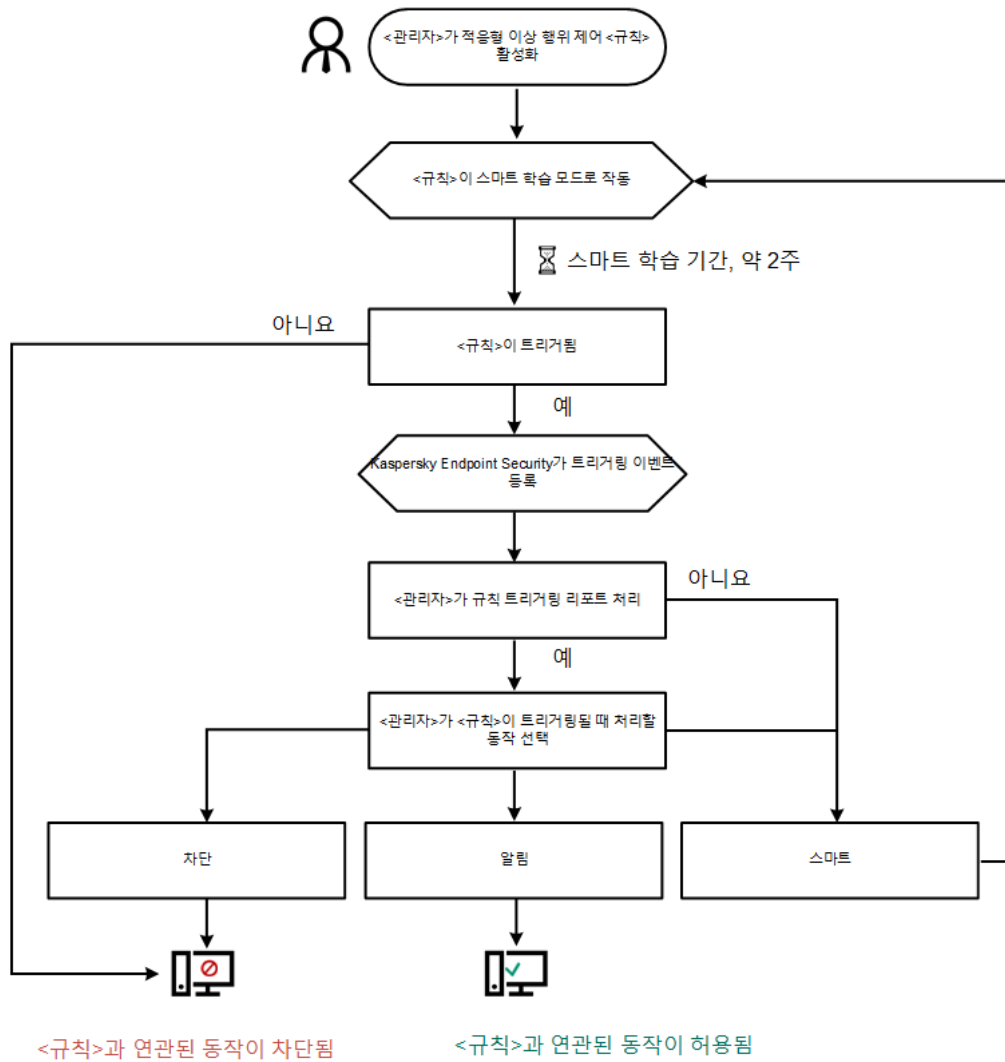 <관리자>가 적응형 이상 행위 제어 <규칙>
활성화
<규칙>이 스마트 학습 모드로 작동
스마트 학습 기간, 약 2주
아니요
<규칙>이 트리거됨
예
Kaspersky Endpoint Security가 트리거링 이벤트
등록
<관리자>가 규칙 트리거링 리포트 처리
아니요
예
<관리자>가 <규칙>이 트리거링될 때 처리할
동작 선택
차단
알림
스마트
<규칙>과 연관된 동작이 차단됨
<규칙>과 연관된 동작이 허용됨